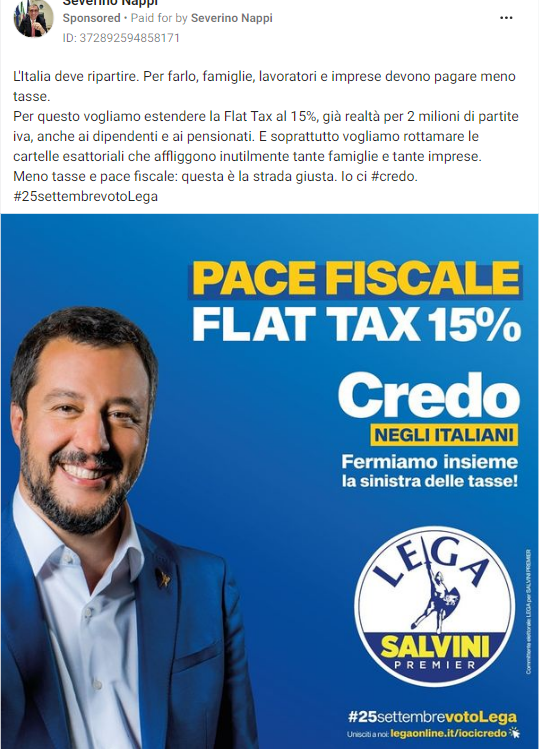 Severino Nappi
Sponsored • Paid for by Severino Nappi
ID: 372892594858171
L'Italia deve ripartire. Per farlo, famiglie, lavoratori e imprese devono pagare meno
tasse.
Per questo vogliamo estendere la Flat Tax al 15%, già realtà per 2 milioni di partite
iva, anche ai dipendenti e ai pensionati. E soprattutto vogliamo rottamare le
cartelle esattoriali che affliggono inutilmente tante famiglie e tante imprese.
Meno tasse e pace fiscale: questa è la strada giusta. Io ci #credo.
#25settembrevotoLega
PACE FISCALE
FLAT TAX 15%
Credo
NEGLI ITALIANI
Fermiamo insieme
la sinistra delle tasse!
LEGA
SALVINI
PREMIER
Committente elettorale LEGA per SALVINI PREMIER
#25settembrevotoLega
Unisciti a noi: legaonline.it/iocicredo